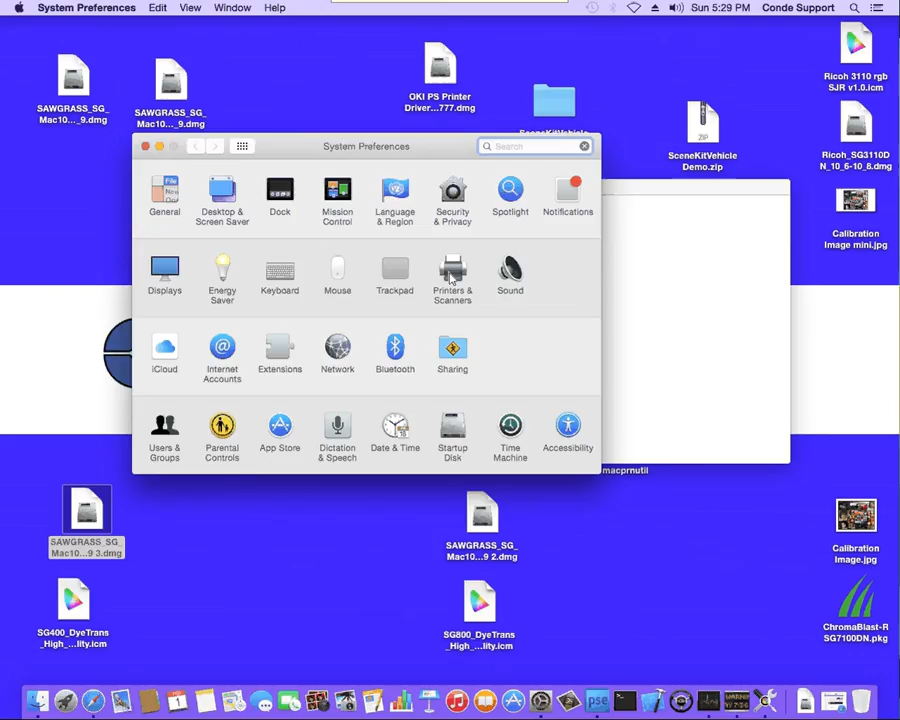 System Preferences Edit View Window Help Sun 5:29 PM Conde Support
SAWGRASS_SG_
Mac10..._9.dmg
SAWGRASS_SG_
Mac10..._9.dmg
OKI PS Printer
Driver...777.dmg
SceneKitVehicle
ZIP
SceneKitVehicle
Demo.zip
Ricoh 3110 rgb
SJR v1.0.icm
Ricoh_SG3110D
N_10_6-10_8.dmg
Calibration
Image mini.jpg
System Preferences
Search
General
Desktop &
Screen Saver
Dock
Mission
Control
Language
& Region
Security
& Privacy
Spotlight
Notifications
Displays
Energy
Saver
Keyboard
Mouse
Trackpad
Printers &
Scanners
Sound
iCloud
Internet
Accounts
Extensions
Network
Bluetooth
Sharing
Users &
Groups
Parental
Controls
App Store
Dictation
& Speech
Date & Time
Startup
Disk
Time
Machine
Accessibility
macprnutil
SAWGRASS_SG_
Mac10...9 3.dmg
SAWGRASS_SG_
Mac10...9 2.dmg
Calibration
Image.jpg
SG400_DyeTrans
_High_...lity.icm
SG800_DyeTrans
_High_...lity.icm
ChromaBlast-R
SG7100DN.pkg
pse